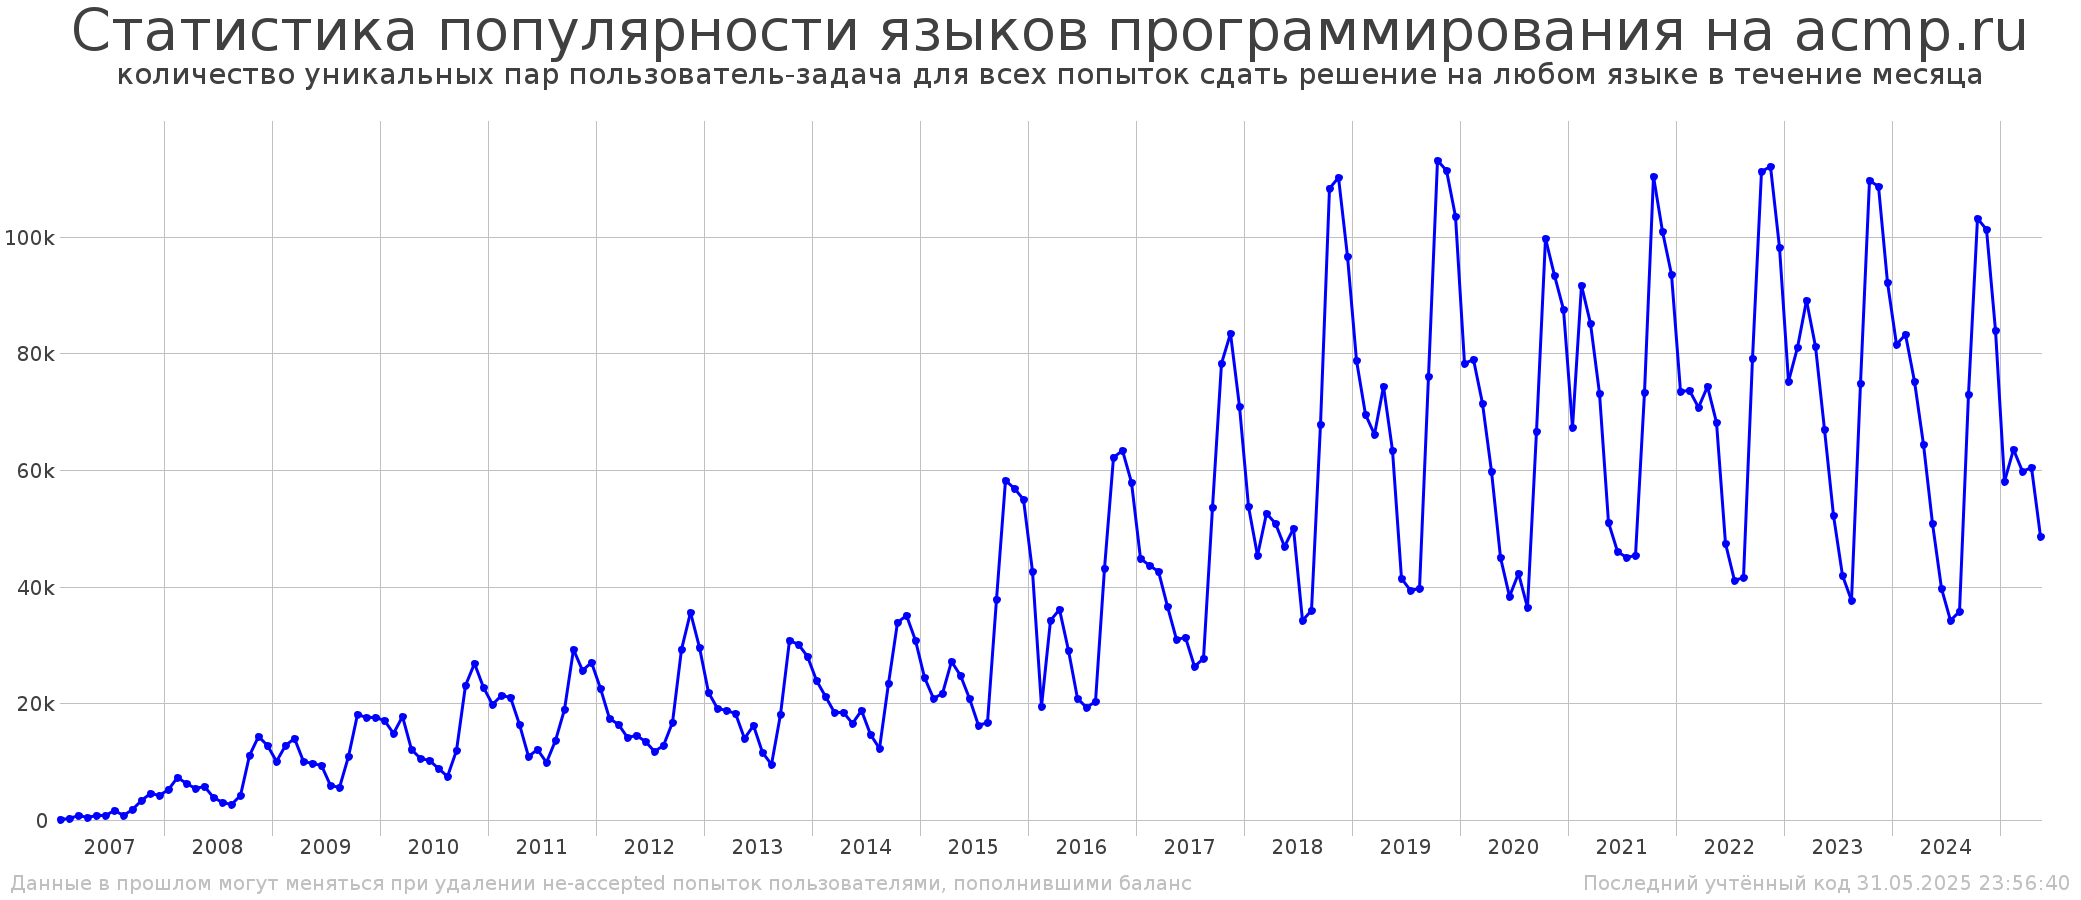 Статистика популярности языков программирования на acmp.ru
количество уникальных пар пользователь-задача для всех попыток сдать решение на любом языке в течение месяца
100k
80k
60k
40k
20k
0
2007 2008 2009 2010 2011 2012 2013 2014 2015 2016 2017 2018 2019 2020 2021 2022 2023 2024
Данные в прошлом могут меняться при удалении не-accepted попыток пользователями, пополнившими баланс
Последний учтённый код 31.05.2025 23:56:40